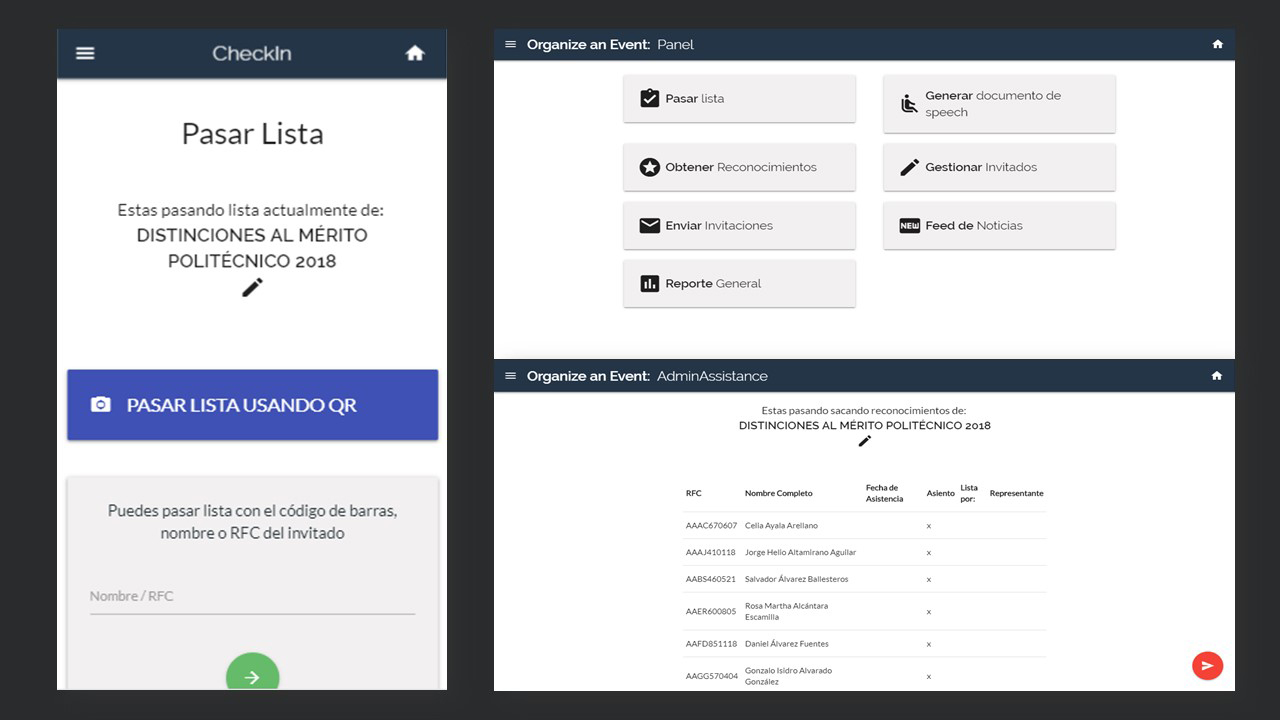 CheckIn
Pasar Lista
Estas pasando lista actualmente de:
DISTINCIONES AL MÉRITO
POLITÉCNICO 2018
PASAR LISTA USANDO QR
Puedes pasar lista con el código de barras,
nombre o RFC del invitado
Nombre / RFC
Organize an Event: Panel
Pasar lista
Generar documento de
speech
Obtener Reconocimientos
Gestionar Invitados
Enviar Invitaciones
NEW Feed de Noticias
Reporte General
Organize an Event: AdminAssistance
Estas pasando sacando reconocimientos de:
DISTINCIONES AL MÉRITO POLITÉCNICO 2018
RFC Nombre Completo Fecha de Asistencia Asiento Lista por: Representante
AAAC670607 Celia Ayala Arellano x
AAAJ410118 Jorge Helio Altamirano Aguilar x
AABS460521 Salvador Álvarez Ballesteros x
AAER600805 Rosa Martha Alcántara Escamilla x
AAFD851118 Daniel Álvarez Fuentes x
AAGG570404 Gonzalo Isidro Alvarado González x